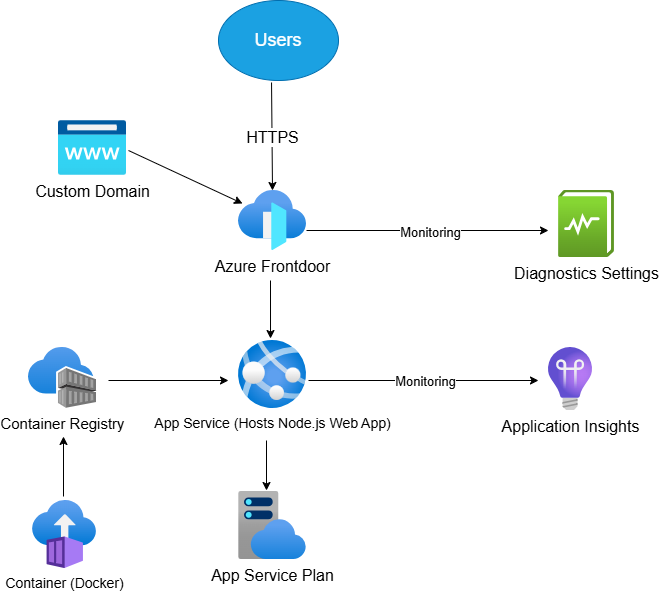 Users
HTTPS
www
Custom Domain
Azure Frontdoor
Monitoring
Diagnostics Settings
Container Registry
App Service (Hosts Node.js Web App)
Monitoring
Application Insights
Container (Docker)
App Service Plan